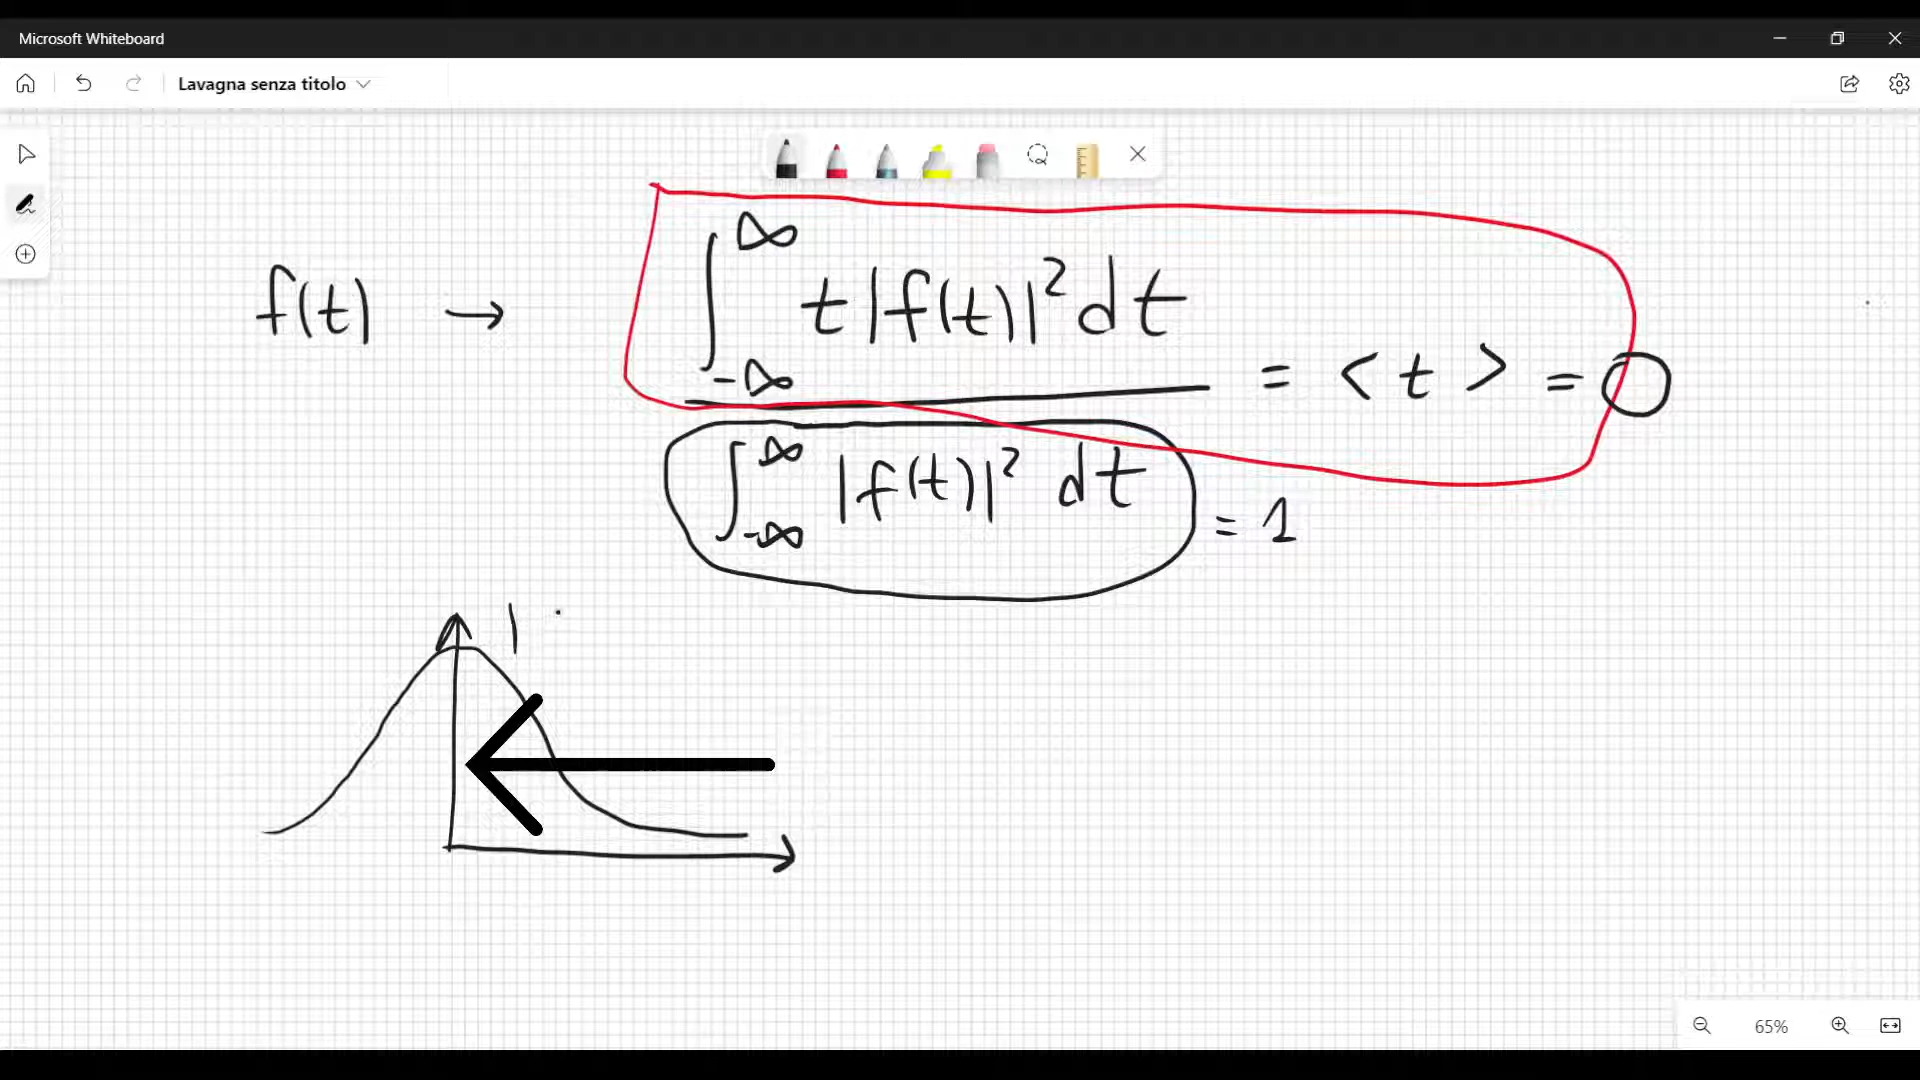 Microsoft Whiteboard
Lavagna senza titolo
f(t) → ∫_{-∞}^{∞} t|f(t)|² dt
= <t> = 0
∫_{-∞}^{∞} |f(t)|² dt = 1
|
65%